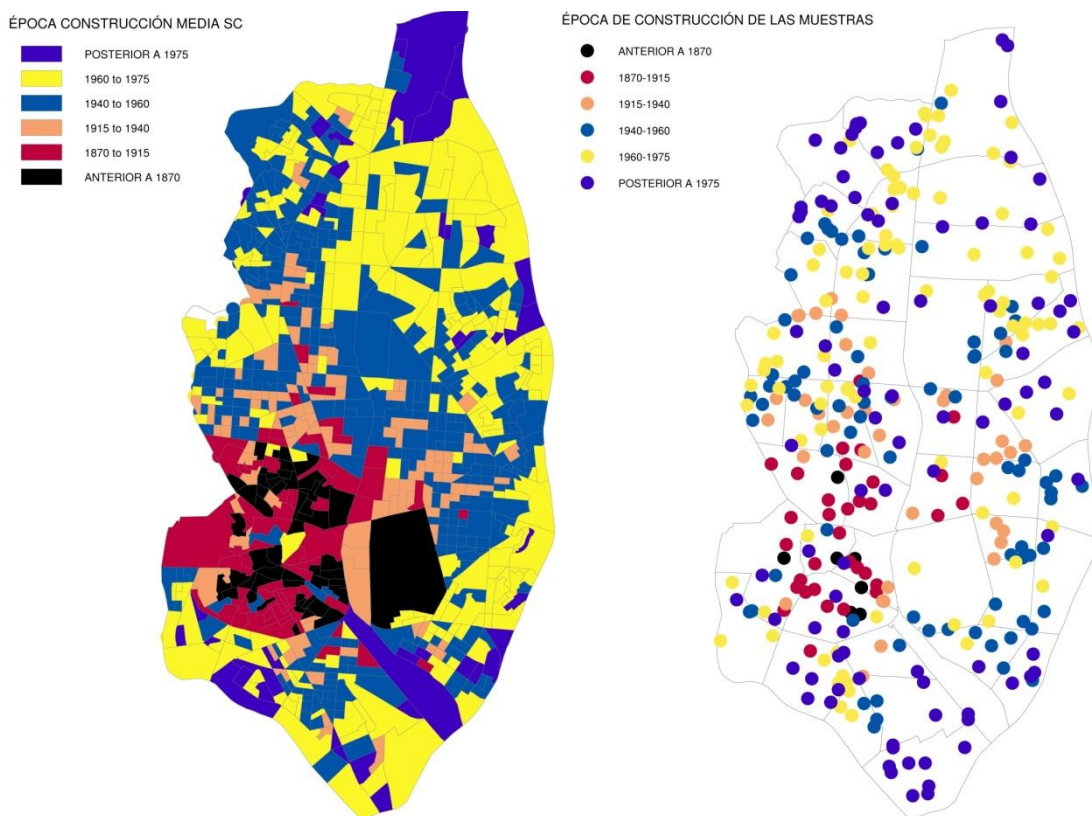 ÉPOCA CONSTRUCCIÓN MEDIA SC
POSTERIOR A 1975
1960 to 1975
1940 to 1960
1915 to 1940
1870 to 1915
ANTERIOR A 1870
ÉPOCA DE CONSTRUCCIÓN DE LAS MUESTRAS
ANTERIOR A 1870
1870-1915
1915-1940
1940-1960
1960-1975
POSTERIOR A 1975